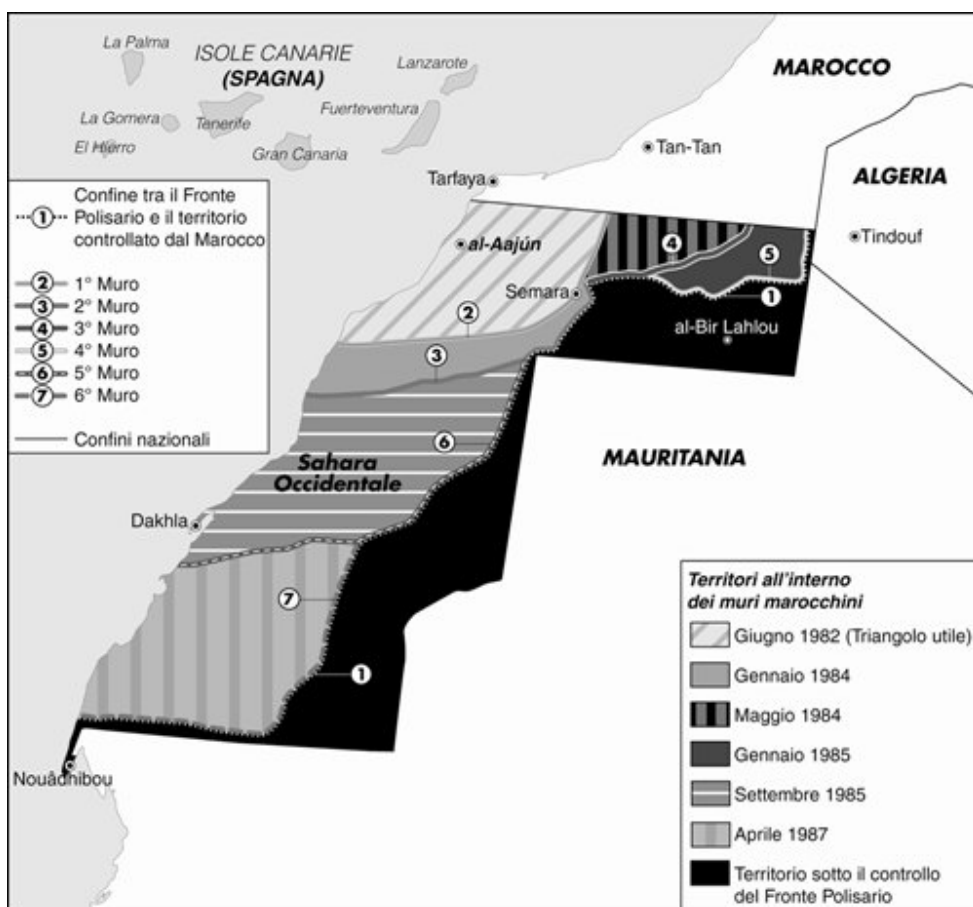 La Palma
ISOLE CANARIE
(SPAGNA)
Lanzarote
MAROCCO
La Gomera
Tenerife
Fuerteventura
El Hierro
Gran Canaria
Tan-Tan
ALGERIA
Tarfaya
Tindouf
1
Confine tra il Fronte
Polisario e il territorio
controllato dal Marocco
2 1° Muro
3 2° Muro
4 3° Muro
5 4° Muro
6 5° Muro
7 6° Muro
Confini nazionali
al-Aajún
4
5
Semara
1
2
al-Bir Lahlou
3
6
MAURITANIA
Sahara
Occidentale
Dakhla
7
1
Nouâdhibou
Territori all'interno
dei muri marocchini
Giugno 1982 (Triangolo utile)
Gennaio 1984
Maggio 1984
Gennaio 1985
Settembre 1985
Aprile 1987
Territorio sotto il controllo
del Fronte Polisario